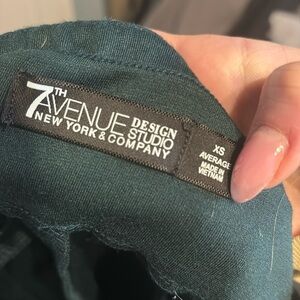 7TH AVENUE DESIGN STUDIO
NEW YORK & COMPANY
XS
AVERAGE
MADE IN
VIETNAM